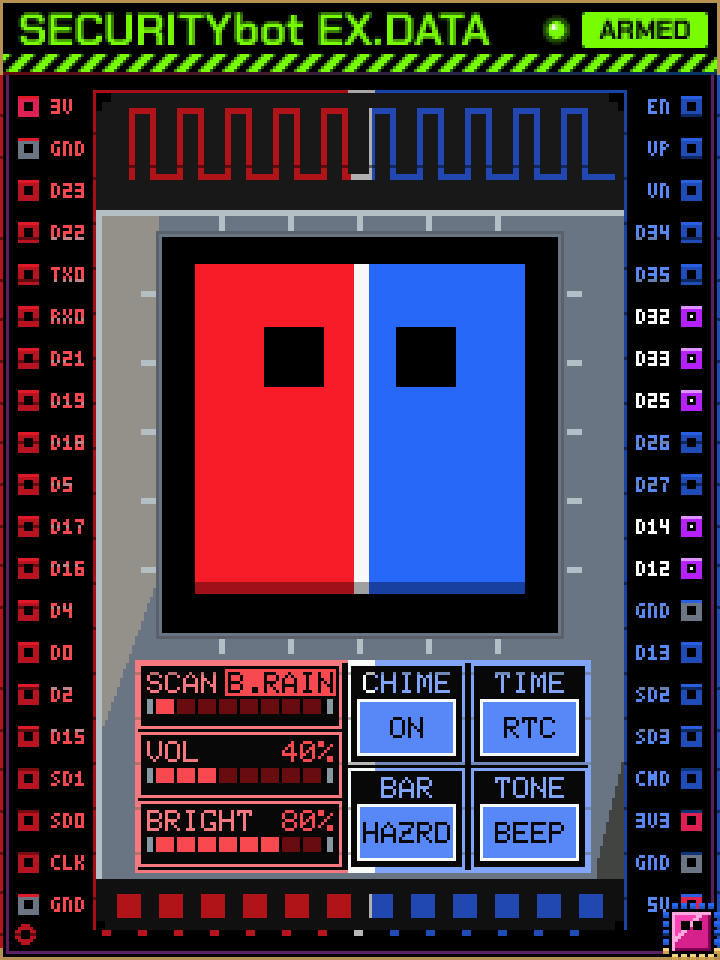 SECURITYbot EX.DATA
ARMED
3V
GND
D23
D22
TX0
RX0
D21
D19
D18
D5
D17
D16
D4
D0
D2
D15
SD1
SD0
CLK
GND
EN
VP
VN
D34
D35
D32
D33
D25
D26
D27
D14
D12
GND
D13
SD2
SD3
CMD
3V3
GND
5V
SCAN B.RAIN
VOL 40%
BRIGHT 80%
CHIME
ON
TIME
RTC
BAR
HAZRD
TONE
BEEP